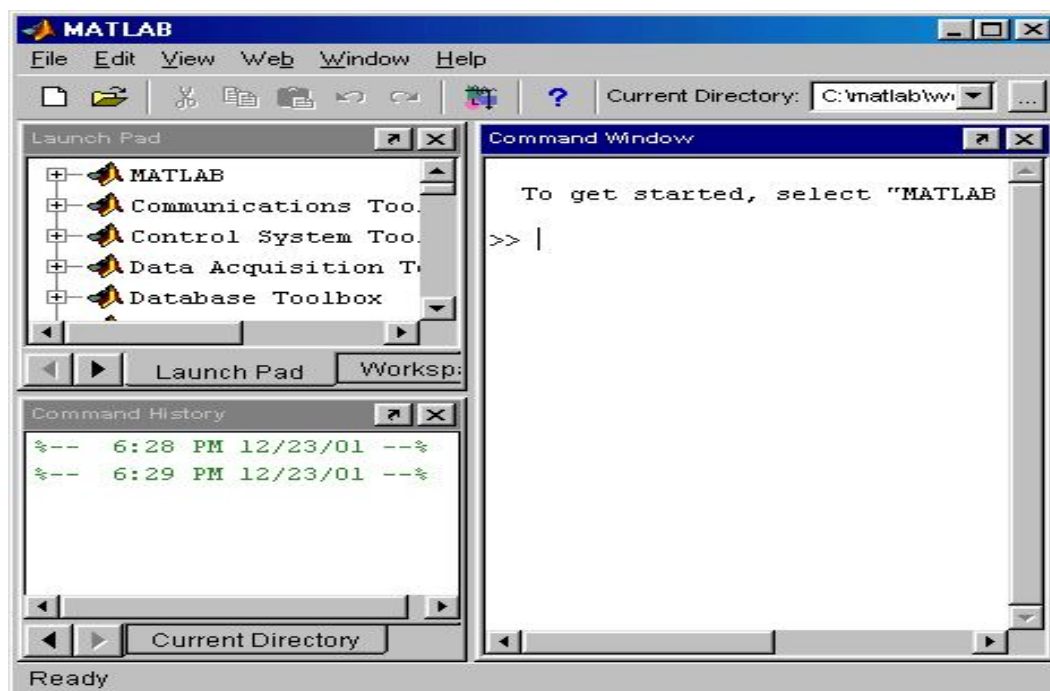 MATLAB
File Edit View Web Window Help
? Current Directory: C:\matlab\w ...
Launch Pad
MATLAB
Communications Too
Control System Too
Data Acquisition T
Database Toolbox
Launch Pad Worksp
Command History
%-- 6:28 PM 12/23/01 --%
%-- 6:29 PM 12/23/01 --%
Current Directory
Command Window
To get started, select "MATLAB
>>
Ready